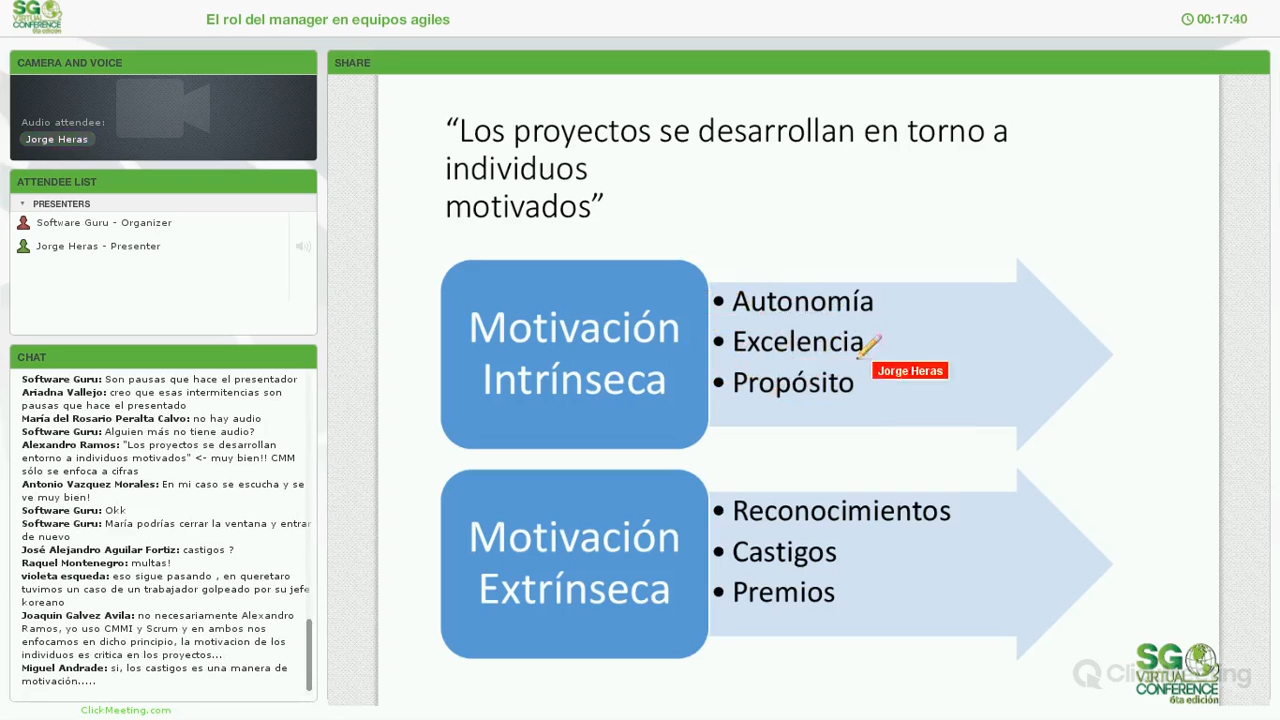 SG
VIRTUAL
CONFERENCE
6ta edición
El rol del manager en equipos agiles
00:17:40
CAMERA AND VOICE
Audio attendee:
Jorge Heras
ATTENDEE LIST
PRESENTERS
Software Guru - Organizer
Jorge Heras - Presenter
CHAT
Software Guru: Son pausas que hace el presentador
Ariadna Vallejo: creo que esas intermitencias son
pausas que hace el presentado
María del Rosario Peralta Calvo: no hay audio
Software Guru: Alguien más no tiene audio?
Alexandro Ramos: "Los proyectos se desarrollan
entorno a individuos motivados" <- muy bien!! CMM
sólo se enfoca a cifras
Antonio Vazquez Morales: En mi caso se escucha y se
ve muy bien!
Software Guru: Okk
Software Guru: María podrías cerrar la ventana y entrar
de nuevo
José Alejandro Aguilar Fortiz: castigos ?
Raquel Montenegro: multas!
violeta esqueda: eso sigue pasando , en queretaro
tuvimos un caso de un trabajador golpeado por su jefe
koreano
Joaquin Galvez Avila: no necesariamente Alexandro
Ramos, yo uso CMMI y Scrum y en ambos nos
enfocamos en dicho principio, la motivacion de los
individuos es critica en los proyectos...
Miguel Andrade: si, los castigos es una manera de
motivación.....
ClickMeeting.com
SHARE
“Los proyectos se desarrollan en torno a
individuos
motivados”
Motivación
Intrínseca
• Autonomía
• Excelencia
• Propósito
Jorge Heras
Motivación
Extrínseca
• Reconocimientos
• Castigos
• Premios
SG
VIRTUAL
CONFERENCE
6ta edición